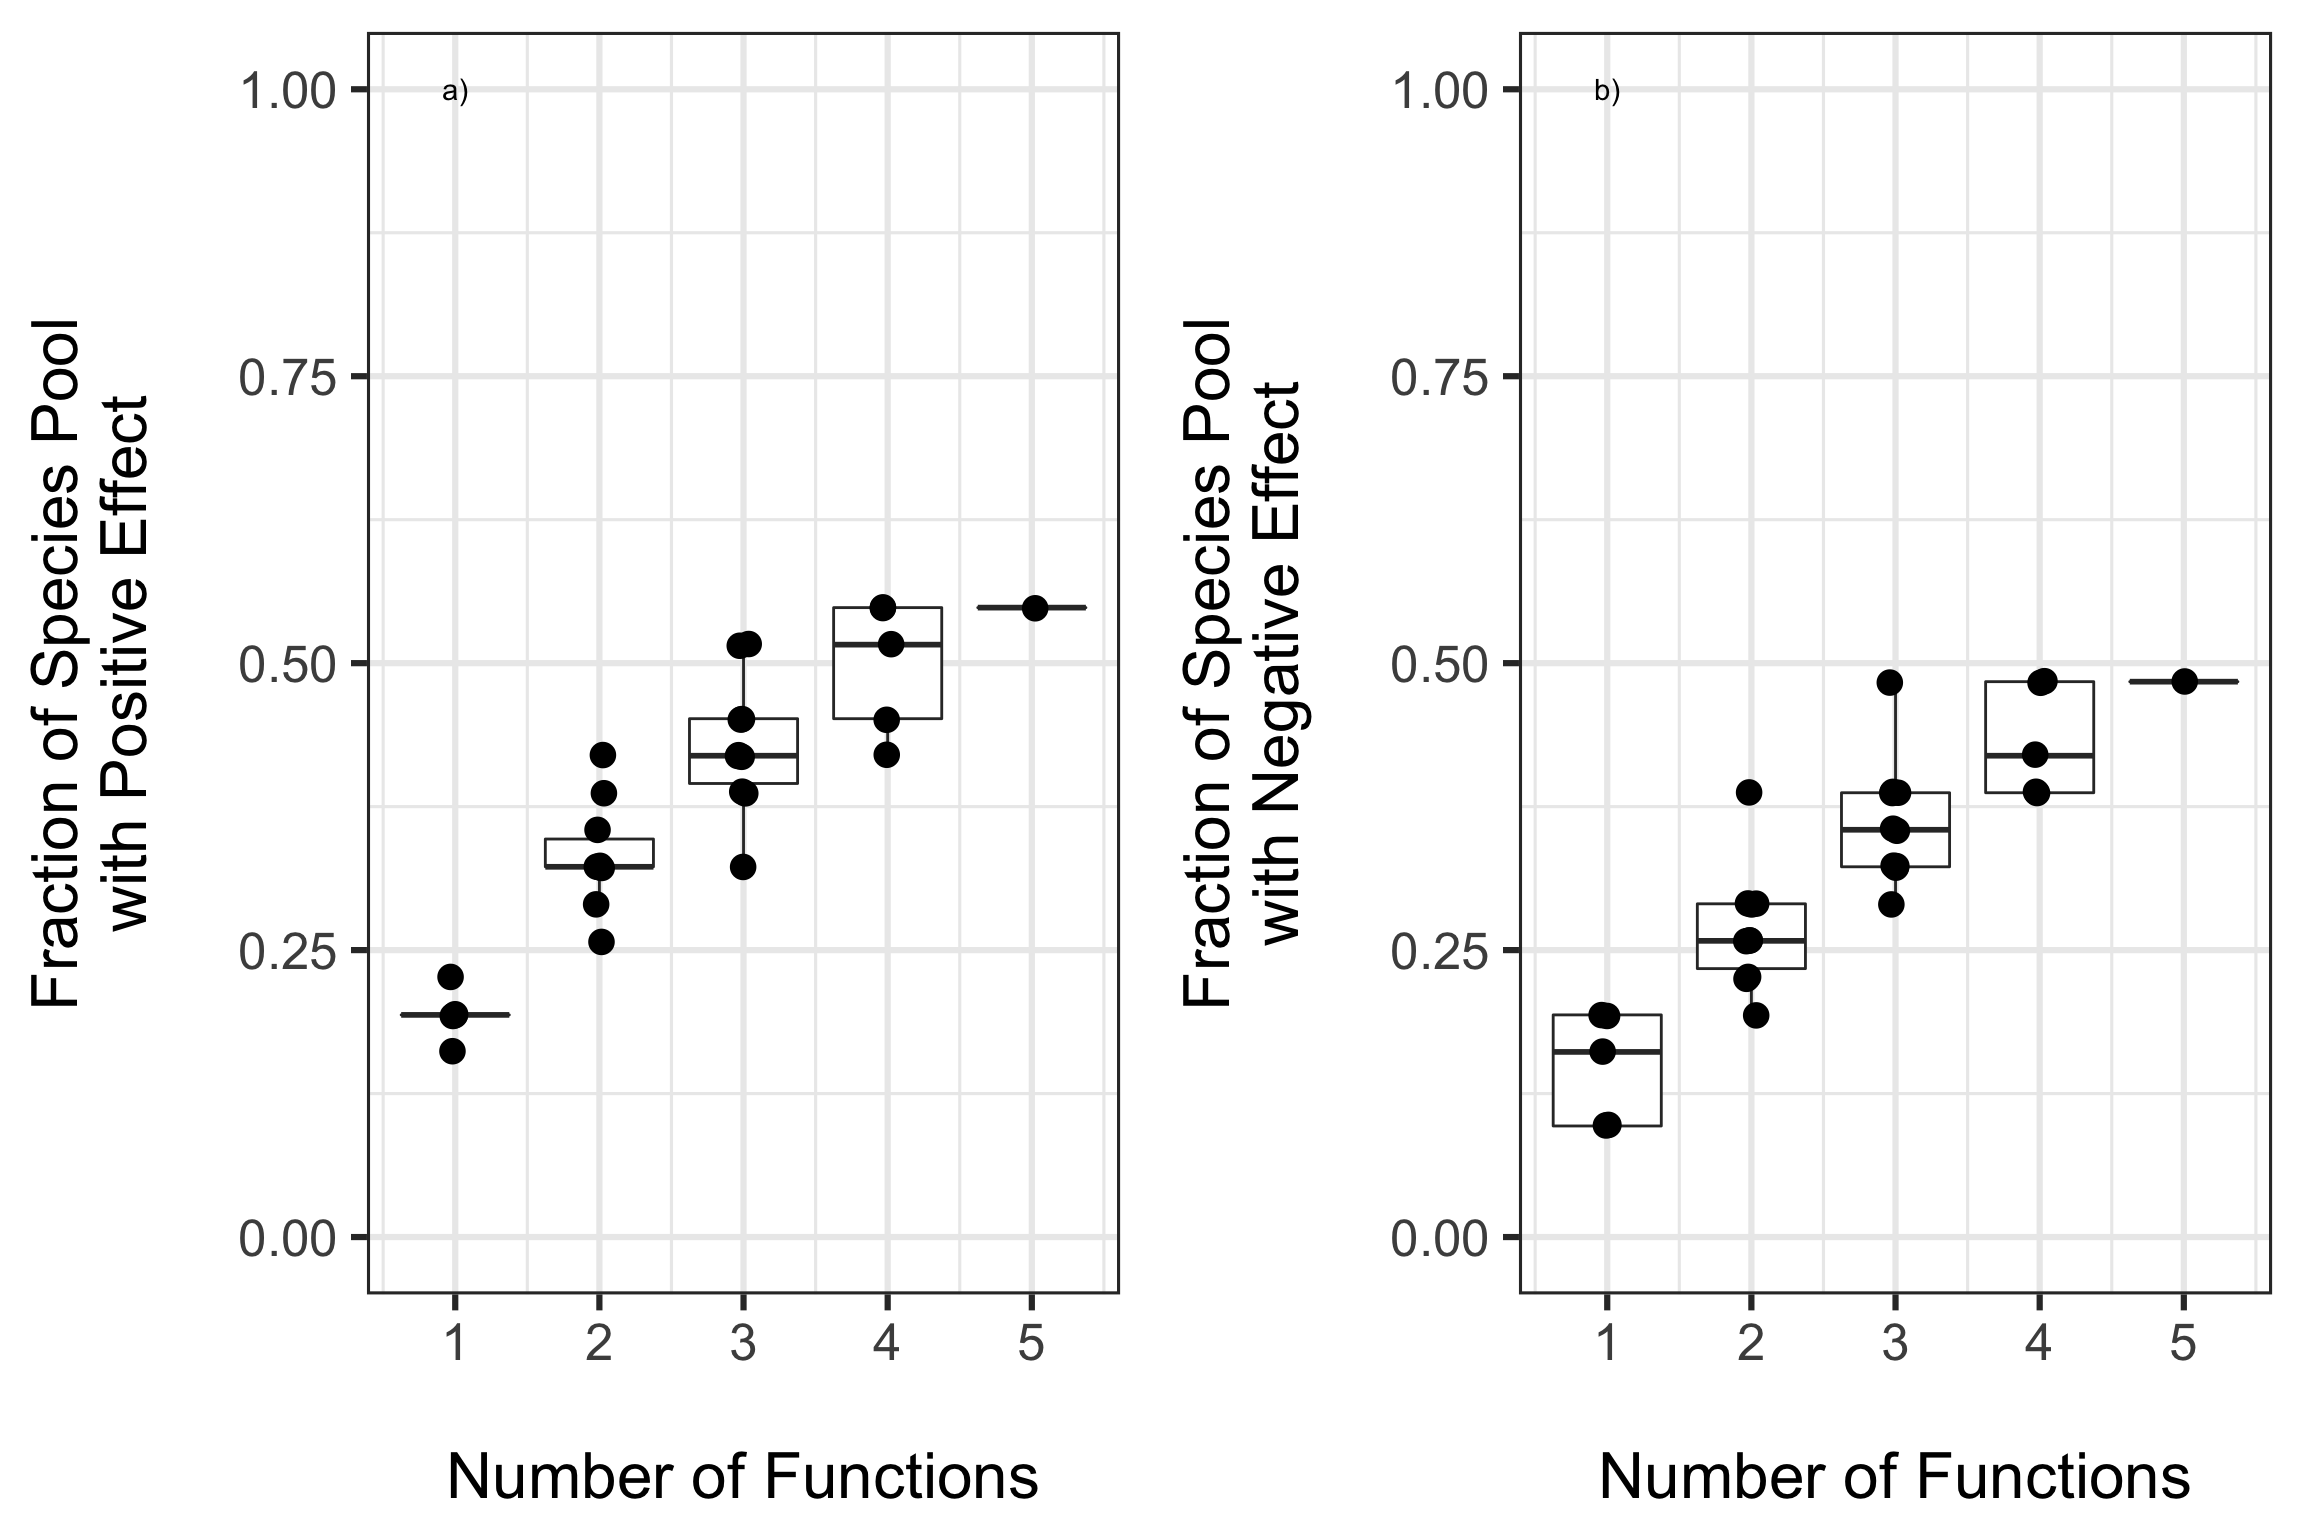 Fraction of Species Pool
with Positive Effect
1.00
0.75
0.50
0.25
0.00
a)
1 2 3 4 5
Number of Functions
Fraction of Species Pool
with Negative Effect
1.00
0.75
0.50
0.25
0.00
b)
1 2 3 4 5
Number of Functions